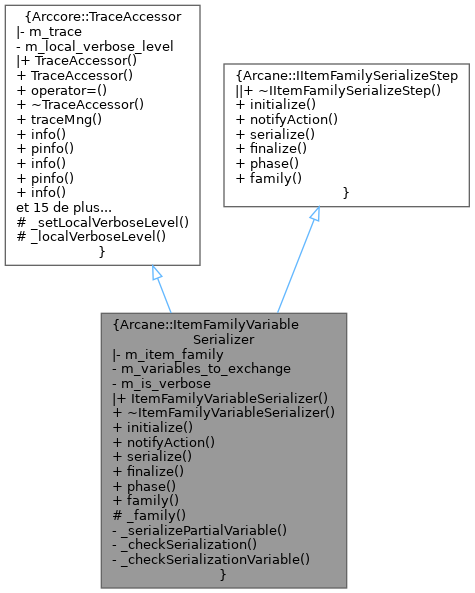 {Arccore::TraceAccessor
|- m_trace
- m_local_verbose_level
|+ TraceAccessor()
+ TraceAccessor()
+ operator=()
+ ~TraceAccessor()
+ traceMng()
+ info()
+ pinfo()
+ info()
+ pinfo()
+ info()
et 15 de plus...
# _setLocalVerboseLevel()
# _localVerboseLevel()
}
{Arcane::IItemFamilySerializeStep
||+ ~IItemFamilySerializeStep()
+ initialize()
+ notifyAction()
+ serialize()
+ finalize()
+ phase()
+ family()
}
{Arcane::ItemFamilyVariable
Serializer
|- m_item_family
- m_variables_to_exchange
- m_is_verbose
|+ ItemFamilyVariableSerializer()
+ ~ItemFamilyVariableSerializer()
+ initialize()
+ notifyAction()
+ serialize()
+ finalize()
+ phase()
+ family()
# _family()
- _serializePartialVariable()
- _checkSerialization()
- _checkSerializationVariable()
}